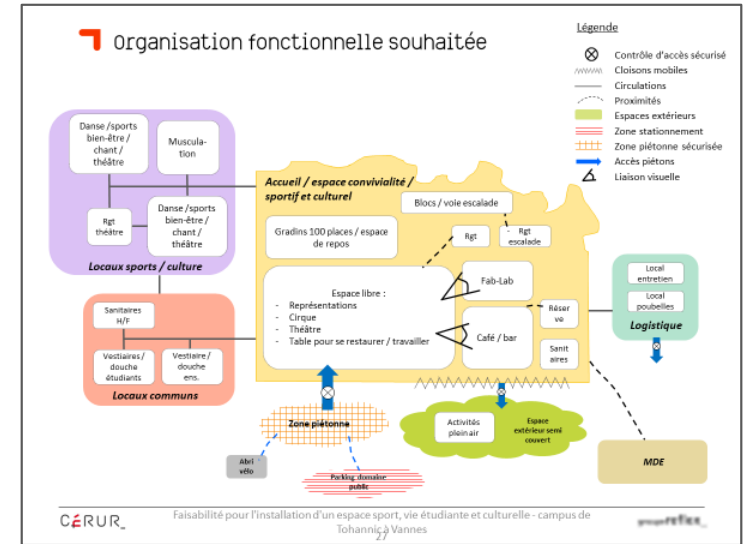 Organisation fonctionnelle souhaitée
Légende
Contrôle d'accès sécurisé
Cloisons mobiles
Circulations
Proximités
Espaces extérieurs
Zone stationnement
Zone piétonne sécurisée
Accès piétons
Liaison visuelle
Danse /sports
bien-être /
chant /
théâtre
Muscula-
tion
Rgt
théâtre
Danse/sports
bien-être /
chant /
théâtre
Locaux sports / culture
Sanitaires
H/F
Vestiaires /
douche
étudiants
Vestiaire /
douche
ens.
Locaux communs
Accueil / espace convivialité /
sportif et culturel
Blocs / voie escalade
Gradins 100 places / espace
de repos
Rgt
Rgt
escalade
Espace libre :
- Représentations
- Cirque
- Théâtre
- Table pour se restaurer / travailler
Fab-Lab
Café / bar
Réser
ve
Sanit
aires
Local
entretien
Local
poubelles
Logistique
Zone piétonne
Abri
vélo
Parking domaine
public
Activités
plein air
Espace
extérieur semi
couvert
MDE
CÉRUR_
Faisabilité pour l'installation d'un espace sport, vie étudiante et culturelle - campus de
Tohannic à Vannes
27
groupe reflex_